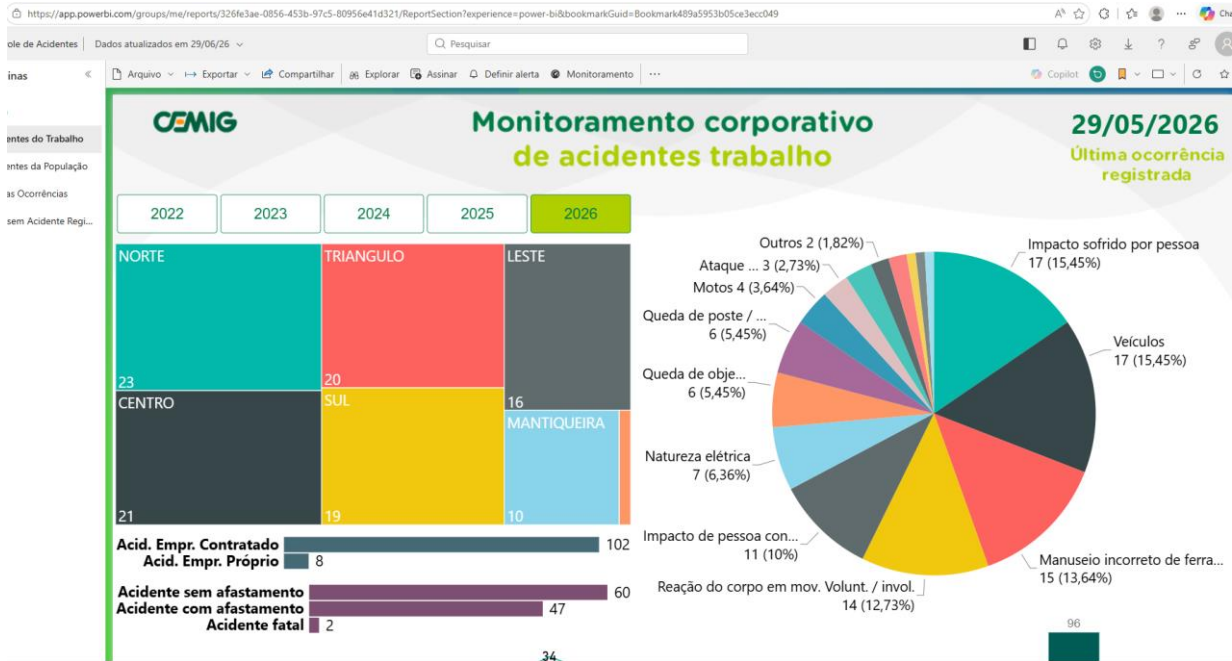 https://app.powerbi.com/groups/me/reports/326fe3ae-0856-453b-97c5-80956e41d321/ReportSection?experience=power-bi&bookmarkGuid=Bookmark489a5953b05ce3ecc049
Cha
ole de Acidentes | Dados atualizados em 29/06/26
Pesquisar
inas
Arquivo Exportar Compartilhar Explorar Assinar Definir alerta Monitoramento ...
Copilot
entes do Trabalho
entes da População
as Ocorrências
sem Acidente Regi...
CEMIG
Monitoramento corporativo
de acidentes trabalho
29/05/2026
Última ocorrência
registrada
2022 2023 2024 2025 2026
NORTE
23
TRIANGULO
20
LESTE
16
CENTRO
21
SUL
19
MANTIQUEIRA
10
Acid. Empr. Contratado 102
Acid. Empr. Próprio 8
Acidente sem afastamento 60
Acidente com afastamento 47
Acidente fatal 2
34
Outros 2 (1,82%)
Ataque ... 3 (2,73%)
Motos 4 (3,64%)
Queda de poste / ...
6 (5,45%)
Queda de obje...
6 (5,45%)
Natureza elétrica
7 (6,36%)
Impacto de pessoa con...
11 (10%)
Reação do corpo em mov. Volunt. / invol.
14 (12,73%)
Impacto sofrido por pessoa
17 (15,45%)
Veículos
17 (15,45%)
Manuseio incorreto de ferra...
15 (13,64%)
96